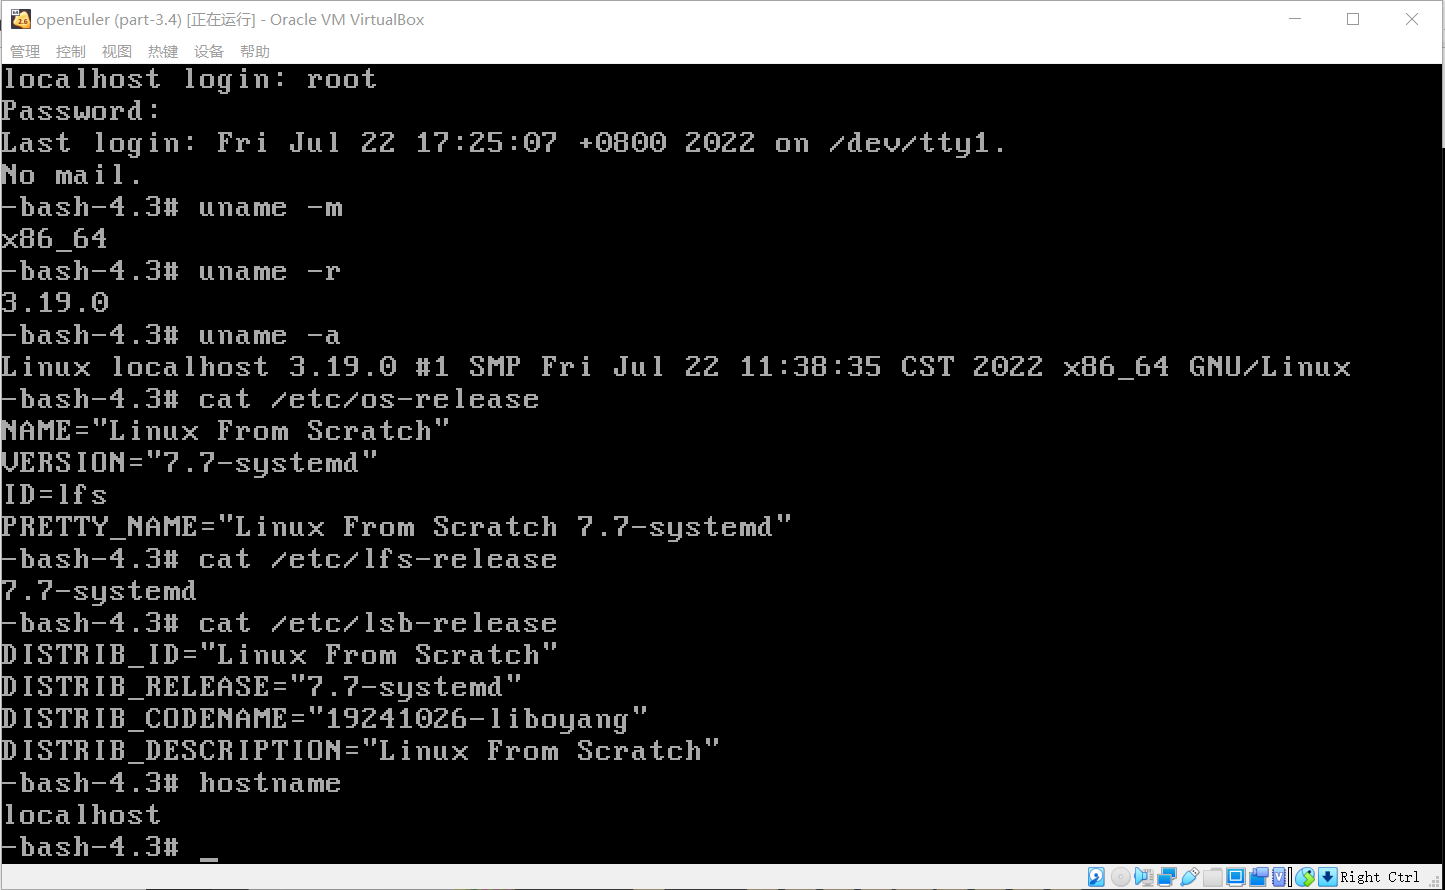 openEuler (part-3.4) [正在运行] - Oracle VM VirtualBox
管理 控制 视图 热键 设备 帮助
localhost login: root
Password:
Last login: Fri Jul 22 17:25:07 +0800 2022 on /dev/tty1.
No mail.
-bash-4.3# uname -m
x86_64
-bash-4.3# uname -r
3.19.0
-bash-4.3# uname -a
Linux localhost 3.19.0 #1 SMP Fri Jul 22 11:38:35 CST 2022 x86_64 GNU/Linux
-bash-4.3# cat /etc/os-release
NAME="Linux From Scratch"
VERSION="7.7-systemd"
ID=lfs
PRETTY_NAME="Linux From Scratch 7.7-systemd"
-bash-4.3# cat /etc/lfs-release
7.7-systemd
-bash-4.3# cat /etc/lsb-release
DISTRIB_ID="Linux From Scratch"
DISTRIB_RELEASE="7.7-systemd"
DISTRIB_CODENAME="19241026-liboyang"
DISTRIB_DESCRIPTION="Linux From Scratch"
-bash-4.3# hostname
localhost
-bash-4.3# _
Right Ctrl